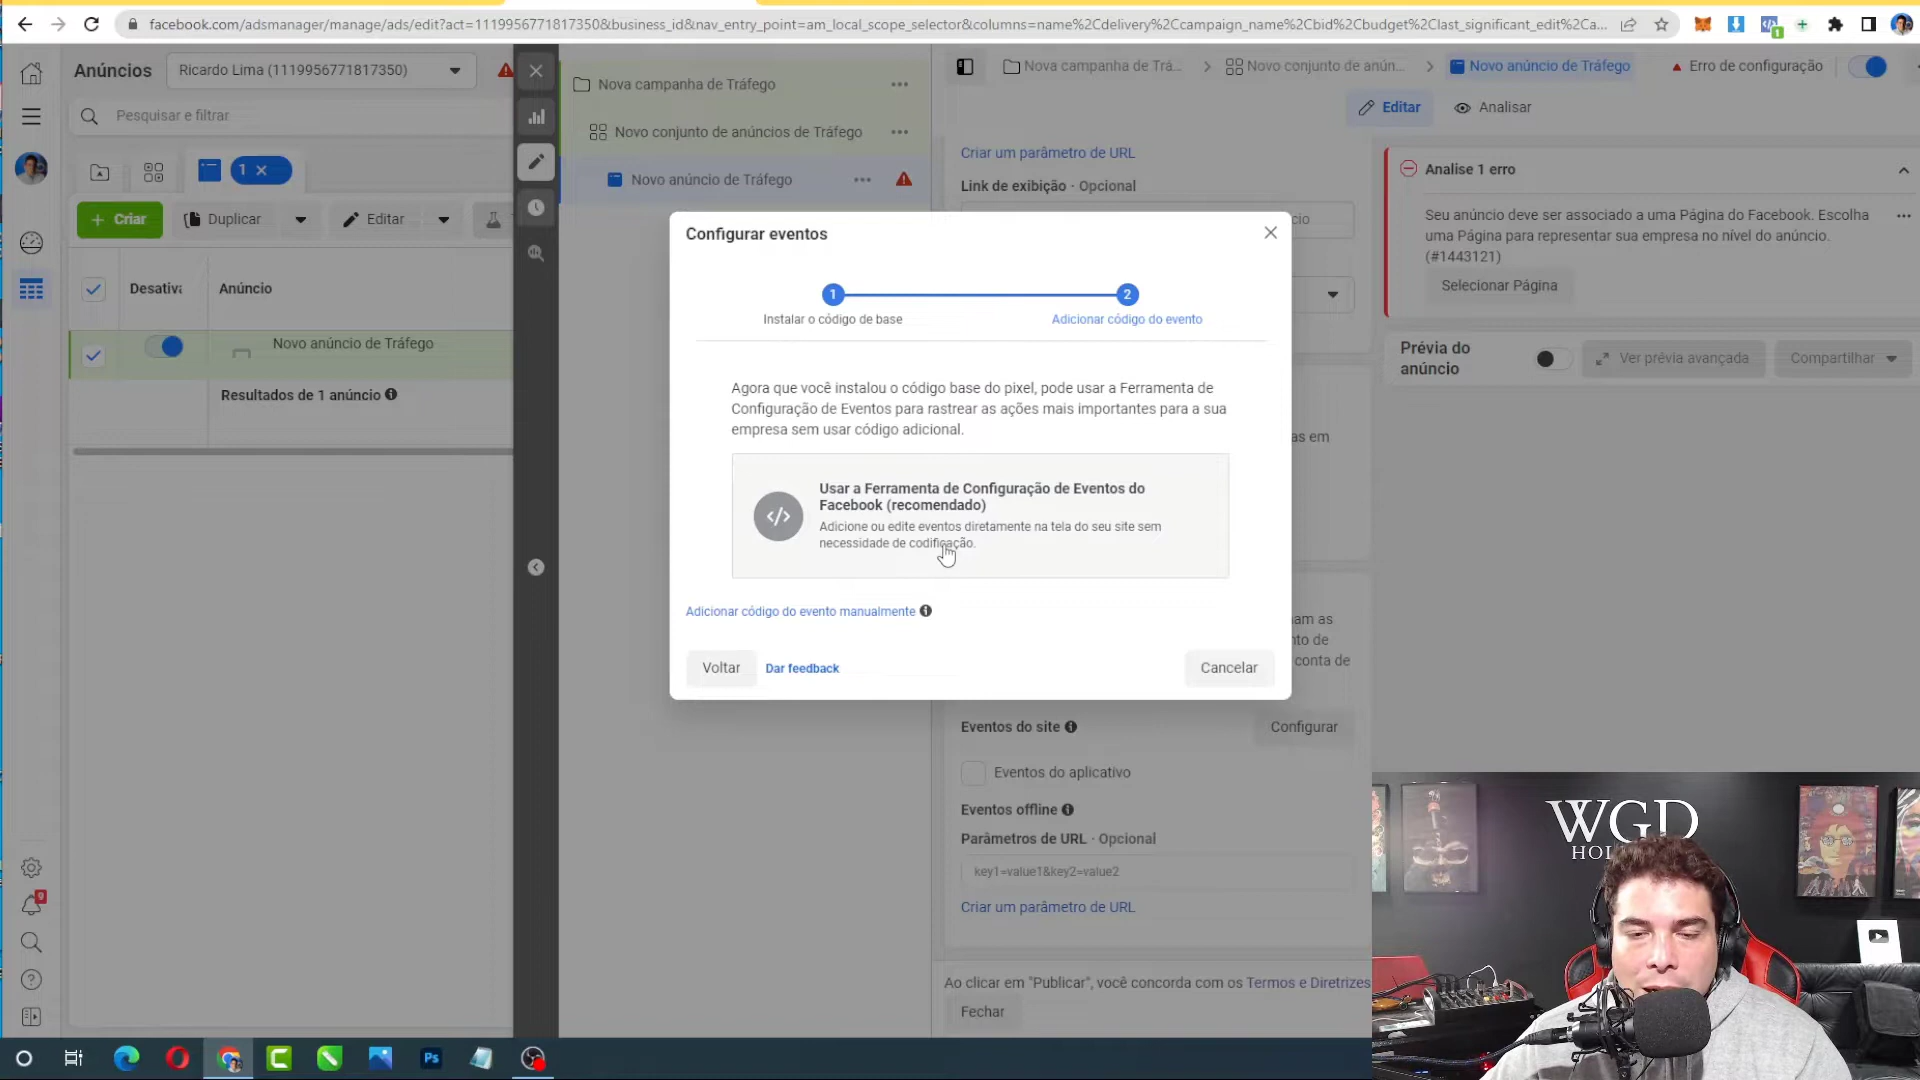 facebook.com/adsmanager/manage/ads/edit?act=1119956771817350&business_id&nav_entry_point=am_local_scope_selector&columns=name%2Cdelivery%2Ccampaign_name%2Cbid%2Cbudget%2Clast_significant_edit%2Ca...
1
Anúncios
Ricardo Lima (1119956771817350)
Pesquisar e filtrar
1
Criar
Duplicar
Editar
Anúncio
Novo anúncio de Tráfego
Resultados de 1 anúncio
Nova campanha de Tráfego
Novo conjunto de anúncios de Tráfego
Novo anúncio de Tráfego
Nova campanha de Trá...
Novo conjunto de anún...
Novo anúncio de Tráfego
Erro de configuração
Editar
Analisar
Criar um parâmetro de URL
Link de exibição · Opcional
Analise 1 erro
Seu anúncio deve ser associado a uma Página do Facebook. Escolha
uma Página para representar sua empresa no nível do anúncio.
(#1443121)
Selecionar Página
Prévia do
anúncio
Ver prévia avançada
Compartilhar
Configurar eventos
1
2
Instalar o código de base
Adicionar código do evento
Agora que você instalou o código base do pixel, pode usar a Ferramenta de
Configuração de Eventos para rastrear as ações mais importantes para a sua
empresa sem usar código adicional.
</>
Usar a Ferramenta de Configuração de Eventos do
Facebook (recomendado)
Adicione ou edite eventos diretamente na tela do seu site sem
necessidade de codificação.
Adicionar código do evento manualmente
Voltar
Dar feedback
Cancelar
em
conta de
Eventos do site
Configurar
Eventos do aplicativo
Eventos offline
Parâmetros de URL · Opcional
key1=value1&key2=value2
Criar um parâmetro de URL
Ao clicar em "Publicar", você concorda com os Termos e Diretrizes
Fechar
9
Ps
WGD